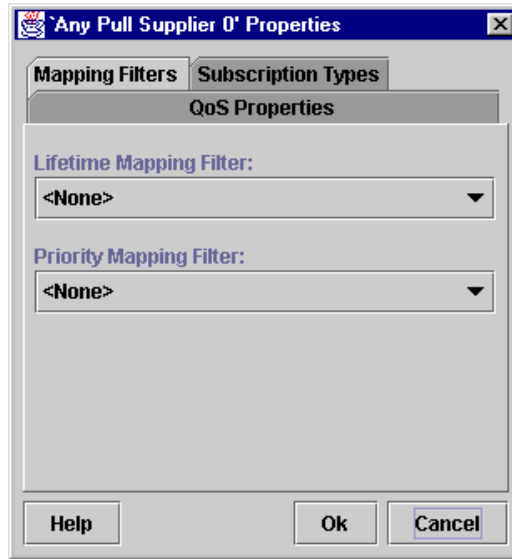 `Any Pull Supplier 0' Properties
Mapping Filters Subscription Types
QoS Properties
Lifetime Mapping Filter:
<None>
Priority Mapping Filter:
<None>
Help Ok Cancel